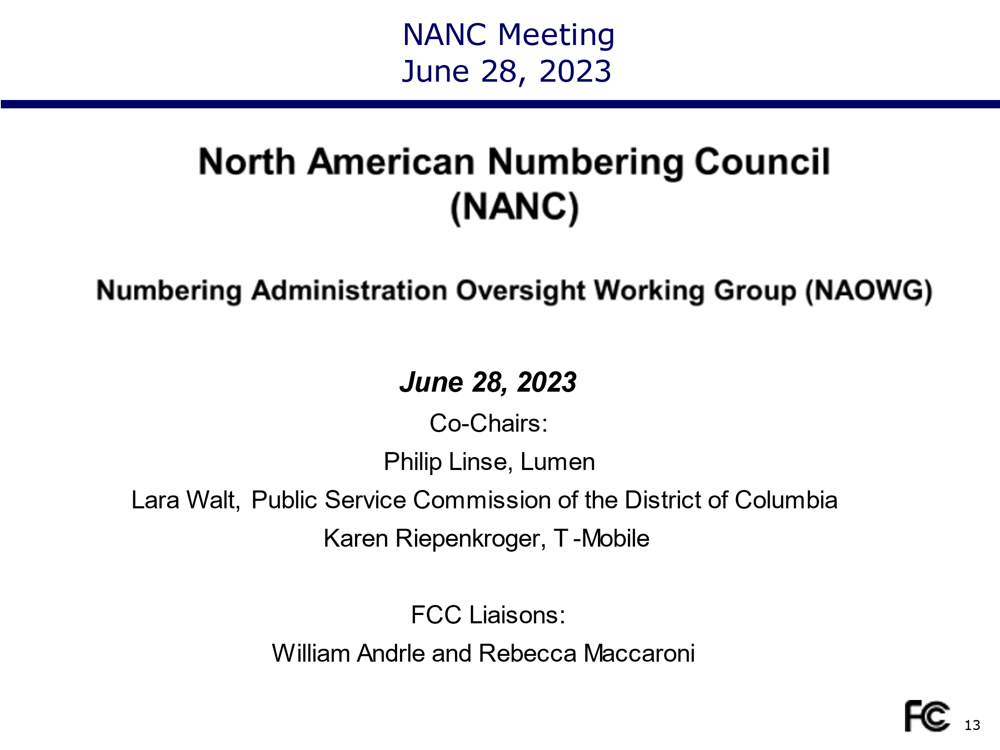 NANC Meeting
June 28, 2023
North American Numbering Council
(NANC)
Numbering Administration Oversight Working Group (NAOWG)
June 28, 2023
Co-Chairs:
Philip Linse, Lumen
Lara Walt, Public Service Commission of the District of Columbia
Karen Riepenkroger, T -Mobile
FCC Liaisons:
William Andrle and Rebecca Maccaroni
FCC
13